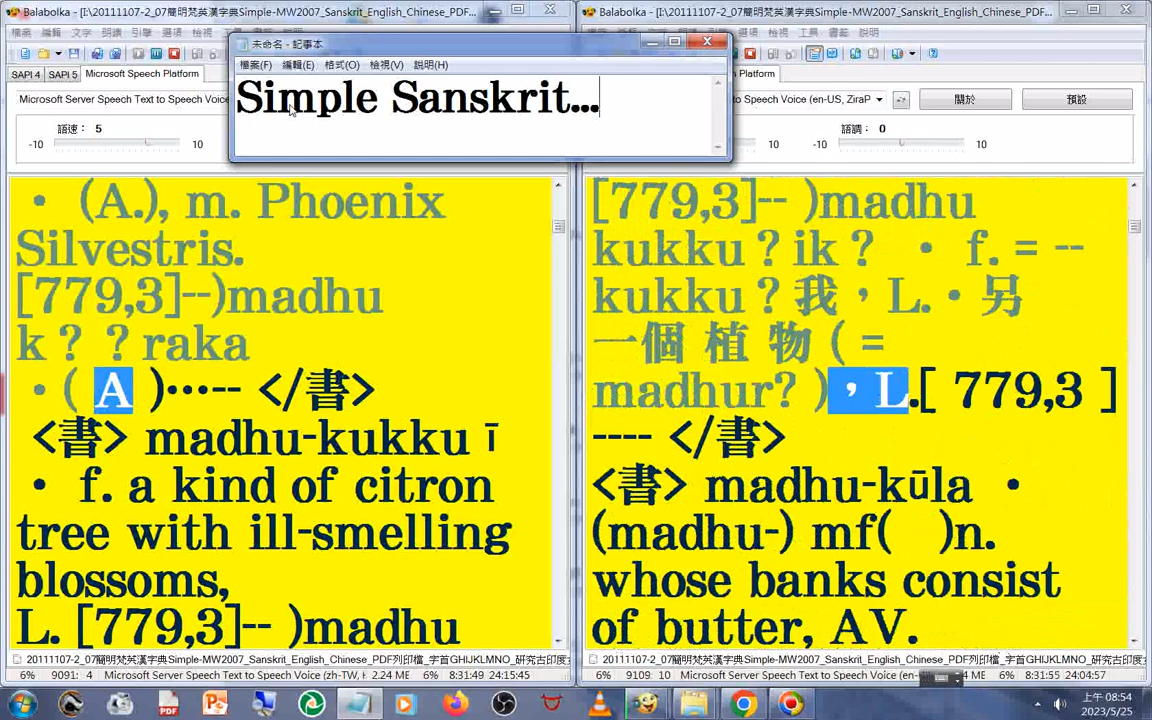 Balabolka - [I:\20111107-2_07簡明梵英漢字典Simple-MW2007_Sanskrit_English_Chinese_PDF...
Balabolka - [I:\20111107-2_07簡明梵英漢字典Simple-MW2007_Sanskrit_English_Chinese_PDF...
未命名 - 記事本
檔案(F) 編輯(E) 格式(O) 檢視(V) 說明(H)
Simple Sanskrit...
SAPI 4 SAPI 5 Microsoft Speech Platform
Platform
Microsoft Server Speech Text to Speech Voice
to Speech Voice (en-US, ZiraP
關於
預設
語速： 5
-10 10
語調： 0
-10 10
• (A.), m. Phoenix
Silvestris.
[779,3]--)madhu
k？？raka
•( A )…-- </書>
<書> madhu-kukku ī
• f. a kind of citron
tree with ill-smelling
blossoms,
L. [779,3]-- )madhu
[779,3]-- )madhu
kukku？ik？ • f. = --
kukku？我，L.•另
一個 植 物 ( =
madhur? )，L.[ 779,3 ]
---- </書>
<書> madhu-kūla •
(madhu-) mf( )n.
whose banks consist
of butter, AV.
20111107-2_07簡明梵英漢字典Simple-MW2007_Sanskrit_English_Chinese_PDF列印檔_字首GHIJKLMNO_研究古印度
20111107-2_07簡明梵英漢字典Simple-MW2007_Sanskrit_English_Chinese_PDF列印檔_字首GHIJKLMNO_研究古印度
6% 9091: 4 Microsoft Server Speech Text to Speech Voice (zh-TW, 2.24 ME 6% 8:31:49 24:15:45
6% 9109: 10 Microsoft Server Speech Text to Speech Voice ME 6% 8:31:55 24:04:57
上午 08:54
2023/5/25